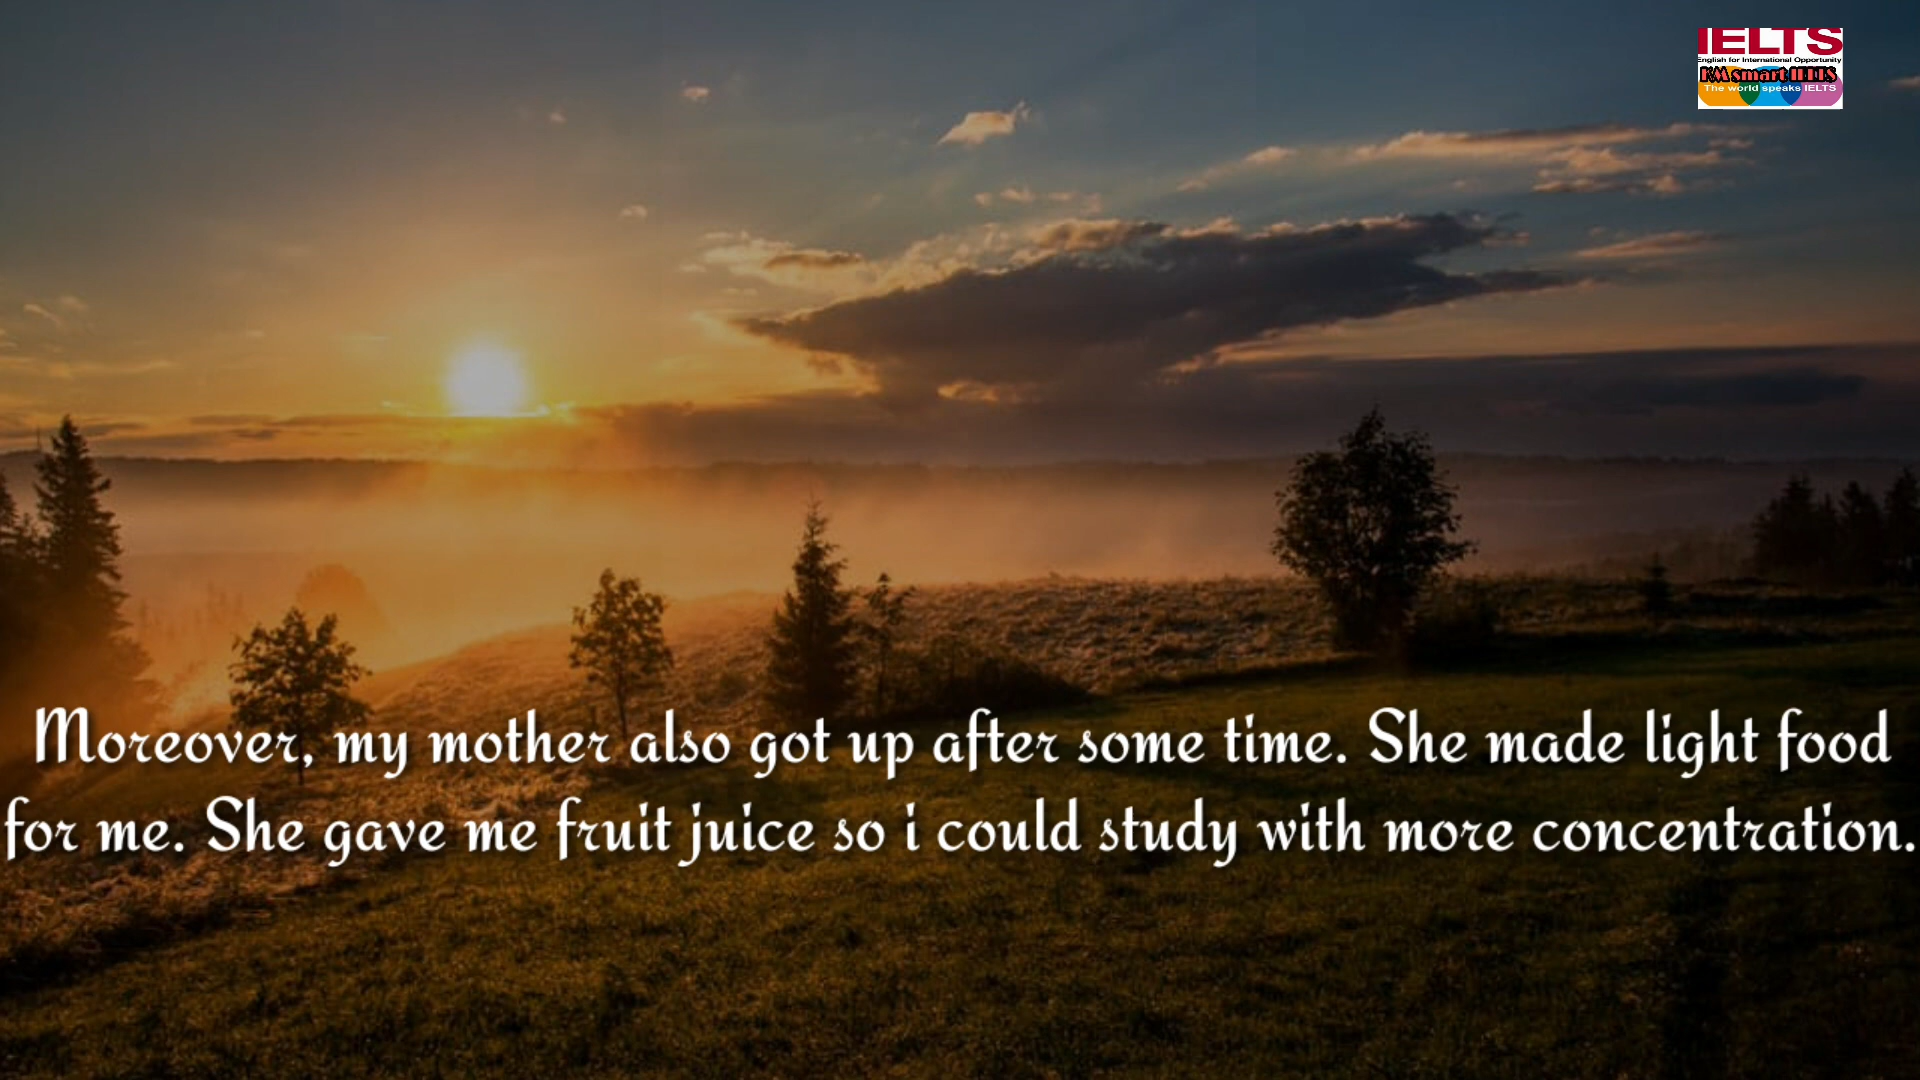 IELTS
English for International Opportunity
KM smart IELTS
The world speaks IELTS
Moreover, my mother also got up after some time. She made light food
for me. She gave me fruit juice so i could study with more concentration.